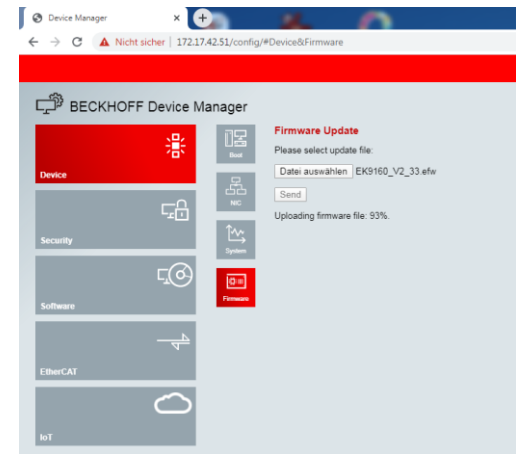 Device Manager
Nicht sicher | 172.17.42.51/config/#Device&Firmware
BECKHOFF Device Manager
Device
Security
Software
EtherCAT
IoT
Boot
NIC
System
Firmware
Firmware Update
Please select update file:
Datei auswählen EK9160_V2_33.efw
Send
Uploading firmware file: 93%.